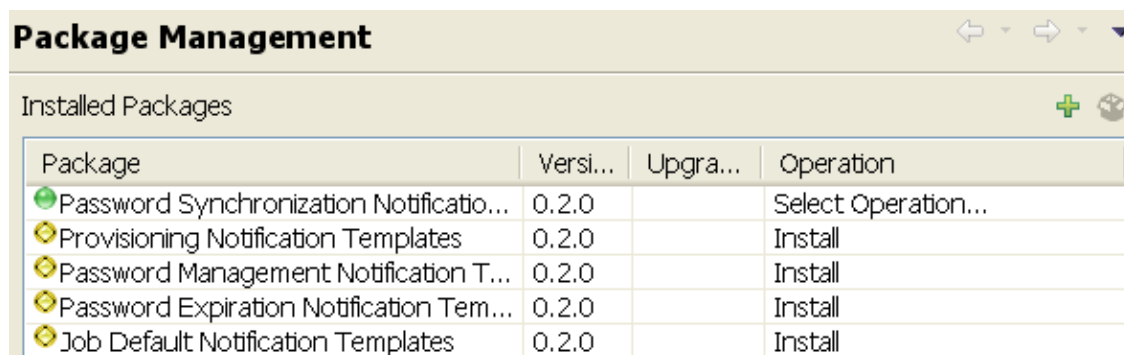 Package Management
Installed Packages
Package Versi... Upgra... Operation
Password Synchronization Notificatio... 0.2.0 Select Operation...
Provisioning Notification Templates 0.2.0 Install
Password Management Notification T... 0.2.0 Install
Password Expiration Notification Tem... 0.2.0 Install
Job Default Notification Templates 0.2.0 Install